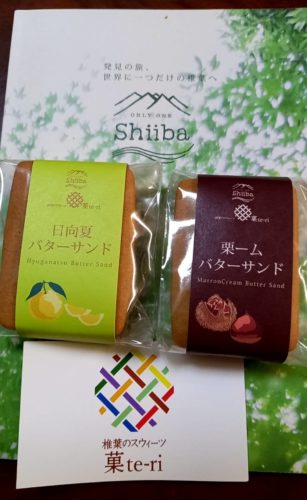 発見の旅、
世界に一つだけの椎葉へ
ONLY ONE
Shiiba
Shiiba
菓te-ri
日向夏
バターサンド
Hyuganatsu Butter Sand
Shiiba
菓te-ri
栗ーム
バターサンド
MarronCream Butter Sand
椎葉のスウィーツ
菓te-ri